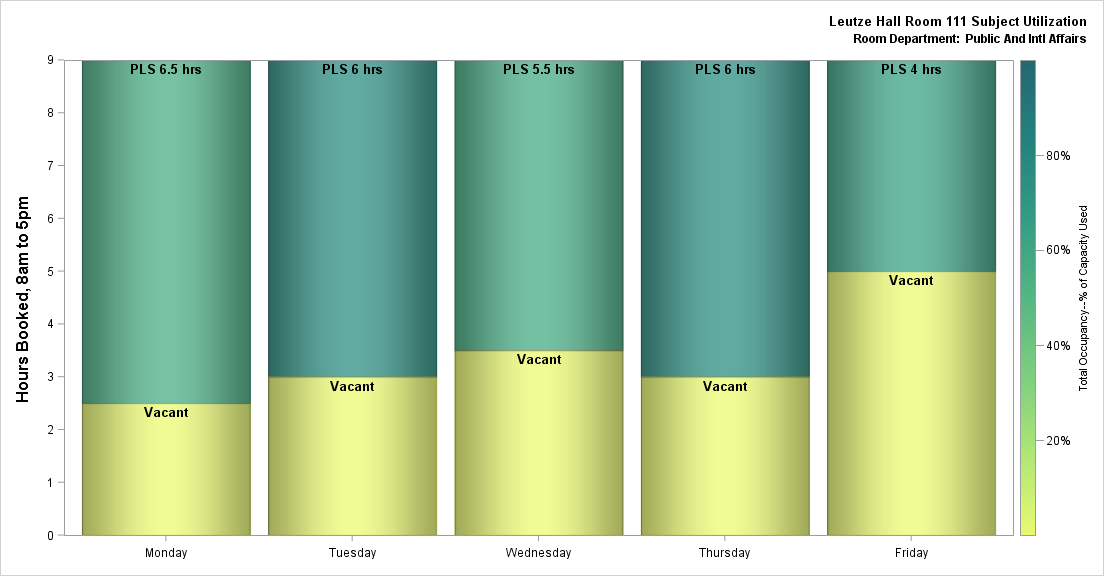 Leutze Hall Room 111 Subject Utilization
Room Department: Public And Intl Affairs
Hours Booked, 8am to 5pm
9
8
7
6
5
4
3
2
1
0
PLS 6.5 hrs
PLS 6 hrs
PLS 5.5 hrs
PLS 6 hrs
PLS 4 hrs
Vacant
Vacant
Vacant
Vacant
Vacant
Monday
Tuesday
Wednesday
Thursday
Friday
80%
60%
40%
20%
Total Occupancy--% of Capacity Used